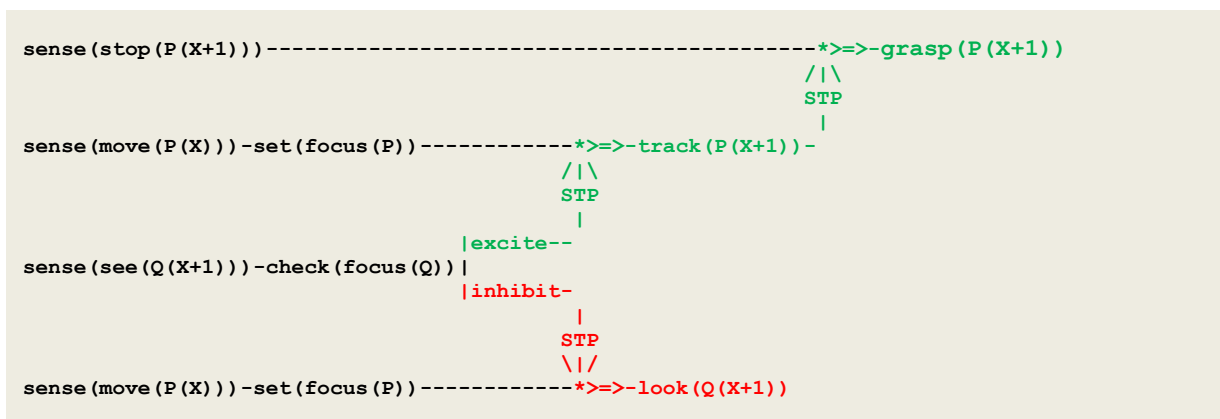 sense(stop(P(X+1)))-------------------------------------------*>=>-grasp(P(X+1))
/|\
STP
|
sense(move(P(X)))-set(focus(P))------------*>=>-track(P(X+1))-
/|\
STP
|
|excite--
sense(see(Q(X+1)))-check(focus(Q))|
|inhibit-
|
STP
\|/
sense(move(P(X)))-set(focus(P))------------*>=>-look(Q(X+1))